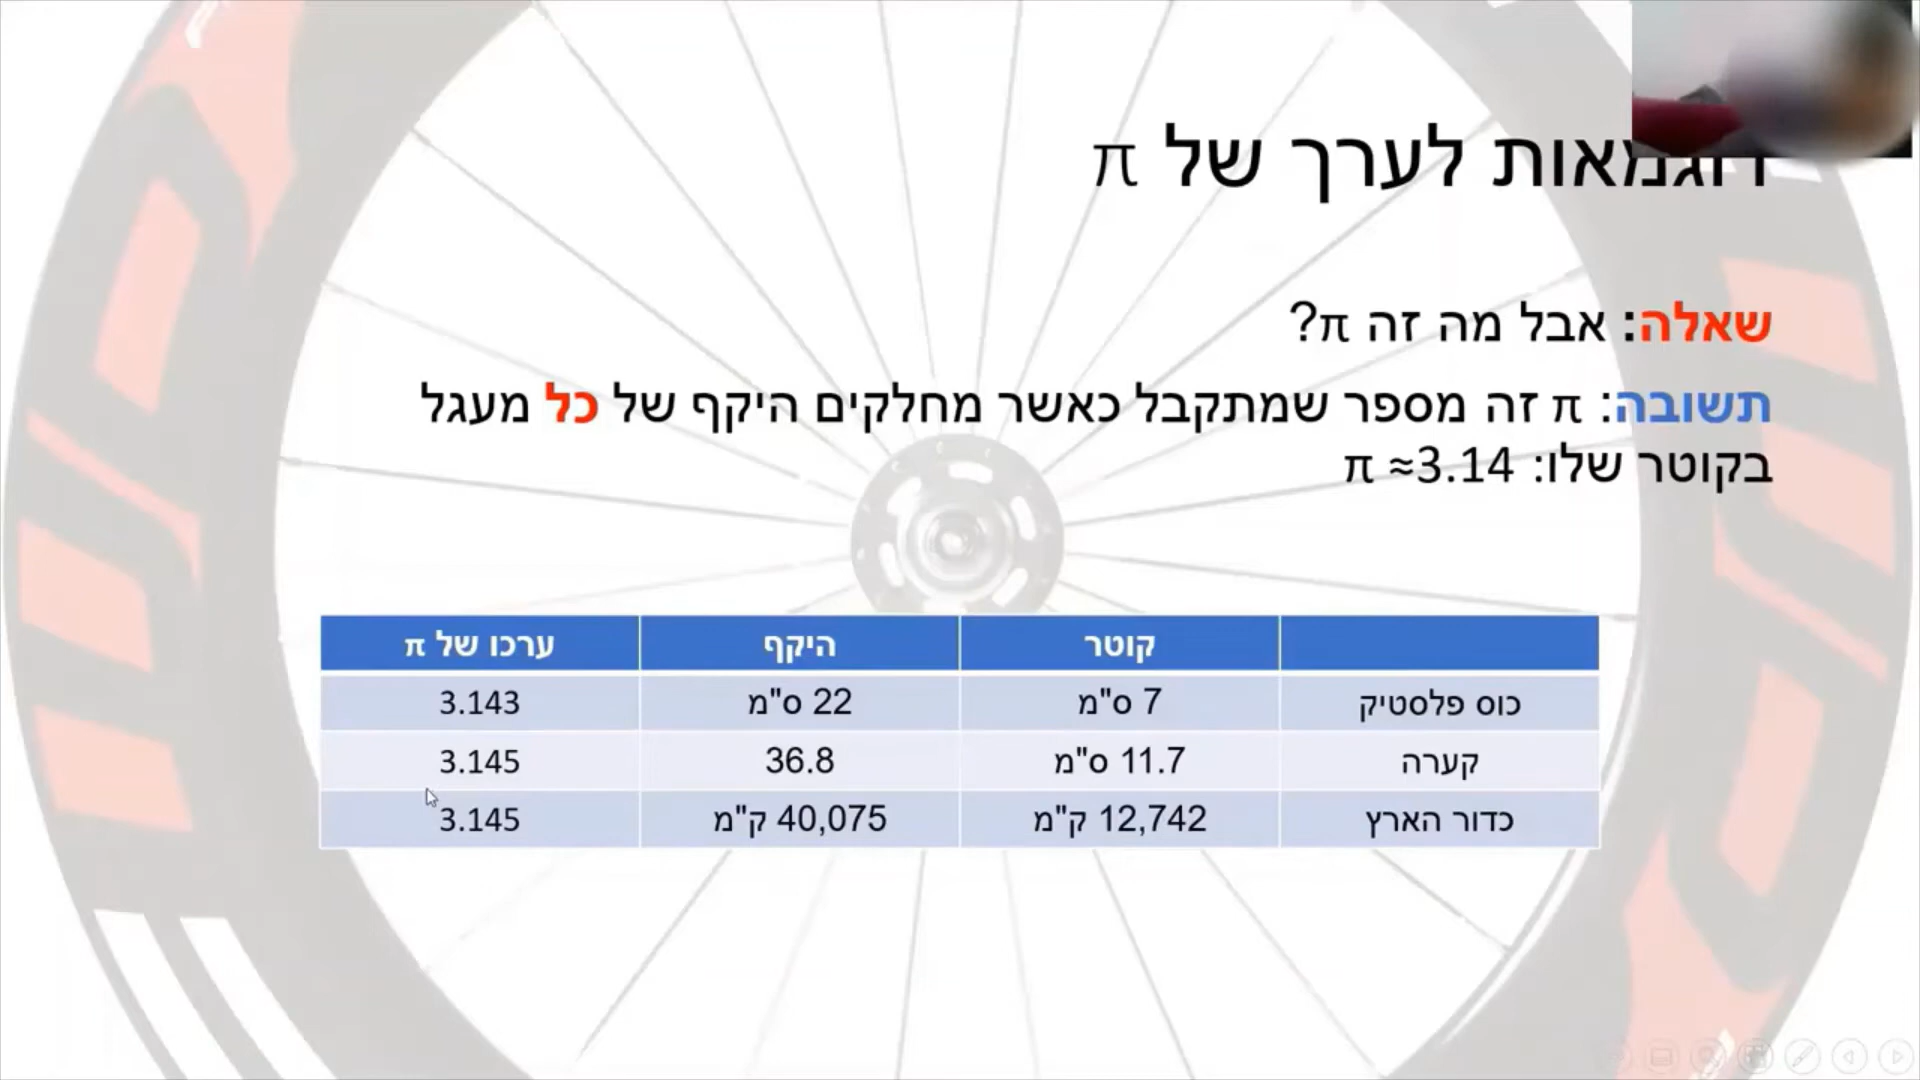 דוגמאות לערך של π
שאלה: אבל מה זה π?
תשובה: π זה מספר שמתקבל כאשר מחלקים היקף של כל מעגל
בקוטר שלו: π ≈3.14
קוטר היקף ערכו של π
כוס פלסטיק 7 ס"מ 22 ס"מ 3.143
קערה 11.7 ס"מ 36.8 3.145
כדור הארץ 12,742 ק"מ 40,075 ק"מ 3.145